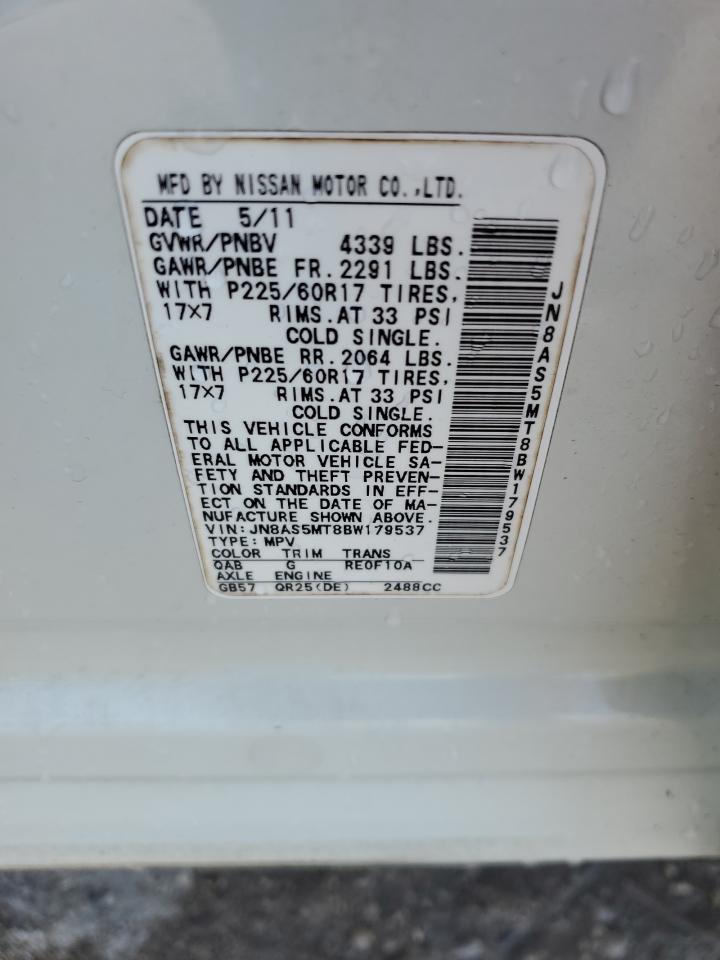 MFD BY NISSAN MOTOR CO.,LTD.
DATE 5/11
GVWR/PNBV 4339 LBS.
GAWR/PNBE FR. 2291 LBS.
WITH P225/60R17 TIRES,
17×7 RIMS.AT 33 PSI
COLD SINGLE.
GAWR/PNBE RR. 2064 LBS.
WITH P225/60R17 TIRES,
17×7 RIMS.AT 33 PSI
COLD SINGLE.
THIS VEHICLE CONFORMS
TO ALL APPLICABLE FED-
ERAL MOTOR VEHICLE SA-
FETY AND THEFT PREVEN-
TION STANDARDS IN EFF-
ECT ON THE DATE OF MA-
NUFACTURE SHOWN ABOVE.
VIN:JN8AS5MT8BW179537
TYPE: MPV
COLOR TRIM TRANS
QAB G RE0F10A
AXLE ENGINE
GB57 QR25(DE) 2488CC
JN8AS5MT8BW179537